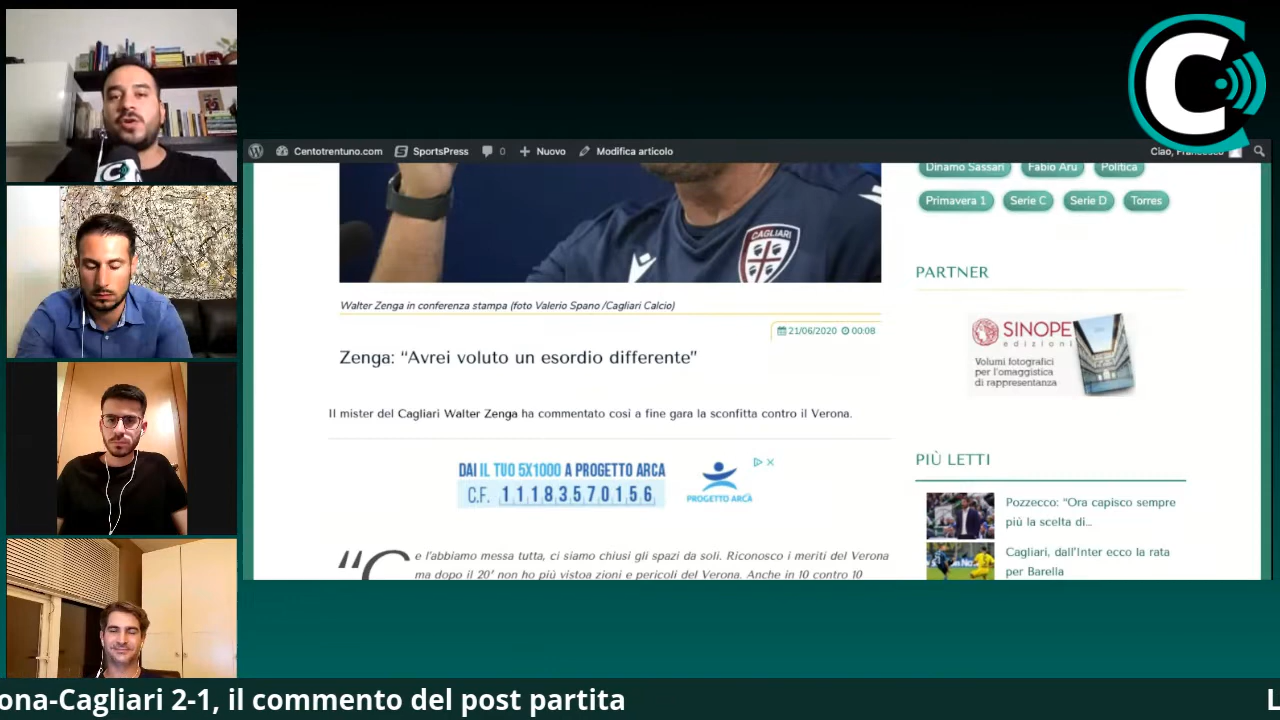 Centotrentuno.com
SportsPress
0
Nuovo
Modifica articolo
Ciao, Francesco
Dinamo Sassari
Fabio Aru
Politica
Primavera 1
Serie C
Serie D
Torres
CAGLIARI
PARTNER
Walter Zenga in conferenza stampa (foto Valerio Spano /Cagliari Calcio)
21/06/2020 00:08
SINOPE
edizioni
Volumi fotografici
per l'omaggistica
di rappresentanza
Zenga: “Avrei voluto un esordio differente”
Il mister del Cagliari Walter Zenga ha commentato così a fine gara la sconfitta contro il Verona.
DAI IL TUO 5X1000 A PROGETTO ARCA
C.F. 11183570156
PROGETTO ARCA
PIÙ LETTI
Pozzecco: “Ora capisco sempre
più la scelta di...
Cagliari, dall'Inter ecco la rata
per Barella
“C e l'abbiamo messa tutta, ci siamo chiusi gli spazi da soli. Riconosco i meriti del Verona
ma dopo il 20' non ho più vistoa zioni e pericoli del Verona. Anche in 10 contro 10
ona-Cagliari 2-1, il commento del post partita
L